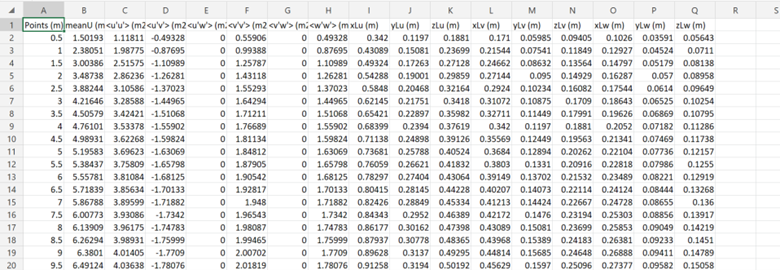 A B C D E F G H I J K L M N O P Q R S
1 Points (m) meanU (m <u'u'> (m2 <u'v'> (m2 <u'w'> (m2 <v'v'> (m2 <v'w'> (m2 <w'w'> (m xLu (m) yLu (m) zLu (m) xLv (m) yLv (m) zLv (m) xLw (m) yLw (m) zLw (m)
2 0.5 1.50193 1.11811 -0.49328 0 0.55906 0 0.49328 0.342 0.1197 0.1881 0.171 0.05985 0.09405 0.1026 0.03591 0.05643
3 1 2.38051 1.98775 -0.87695 0 0.99388 0 0.87695 0.43089 0.15081 0.23699 0.21544 0.07541 0.11849 0.12927 0.04524 0.0711
4 1.5 3.00386 2.51575 -1.10989 0 1.25787 0 1.10989 0.49324 0.17263 0.27128 0.24662 0.08632 0.13564 0.14797 0.05179 0.08138
5 2 3.48738 2.86236 -1.26281 0 1.43118 0 1.26281 0.54288 0.19001 0.29859 0.27144 0.095 0.14929 0.16287 0.057 0.08958
6 2.5 3.88244 3.10586 -1.37023 0 1.55293 0 1.37023 0.5848 0.20468 0.32164 0.2924 0.10234 0.16082 0.17544 0.0614 0.09649
7 3 4.21646 3.28588 -1.44965 0 1.64294 0 1.44965 0.62145 0.21751 0.3418 0.31072 0.10875 0.1709 0.18643 0.06525 0.10254
8 3.5 4.50579 3.42421 -1.51068 0 1.71211 0 1.51068 0.65421 0.22897 0.35982 0.32711 0.11449 0.17991 0.19626 0.06869 0.10795
9 4 4.76101 3.53378 -1.55902 0 1.76689 0 1.55902 0.68399 0.2394 0.37619 0.342 0.1197 0.1881 0.2052 0.07182 0.11286
10 4.5 4.98931 3.62268 -1.59824 0 1.81134 0 1.59824 0.71138 0.24898 0.39126 0.35569 0.12449 0.19563 0.21341 0.07469 0.11738
11 5 5.19583 3.69623 -1.63069 0 1.84812 0 1.63069 0.73681 0.25788 0.40524 0.3684 0.12894 0.20262 0.22104 0.07736 0.12157
12 5.5 5.38437 3.75809 -1.65798 0 1.87905 0 1.65798 0.76059 0.26621 0.41832 0.3803 0.1331 0.20916 0.22818 0.07986 0.1255
13 6 5.55781 3.81084 -1.68125 0 1.90542 0 1.68125 0.78297 0.27404 0.43064 0.39149 0.13702 0.21532 0.23489 0.08221 0.12919
14 6.5 5.71839 3.85634 -1.70133 0 1.92817 0 1.70133 0.80415 0.28145 0.44228 0.40207 0.14073 0.22114 0.24124 0.08444 0.13268
15 7 5.86788 3.89599 -1.71882 0 1.948 0 1.71882 0.82426 0.28849 0.45334 0.41213 0.14424 0.22667 0.24728 0.08655 0.136
16 7.5 6.00773 3.93086 -1.7342 0 1.96543 0 1.7342 0.84343 0.2952 0.46389 0.42172 0.1476 0.23194 0.25303 0.08856 0.13917
17 8 6.13909 3.96175 -1.74783 0 1.98087 0 1.74783 0.86177 0.30162 0.47398 0.43089 0.15081 0.23699 0.25853 0.09049 0.14219
18 8.5 6.26294 3.98931 -1.75999 0 1.99465 0 1.75999 0.87937 0.30778 0.48365 0.43968 0.15389 0.24183 0.26381 0.09233 0.1451
19 9 6.3801 4.01405 -1.7709 0 2.00702 0 1.7709 0.89628 0.3137 0.49295 0.44814 0.15685 0.24648 0.26888 0.09411 0.14789
20 9.5 6.49124 4.03638 -1.78076 0 2.01819 0 1.78076 0.91258 0.3194 0.50192 0.45629 0.1597 0.25096 0.27377 0.09582 0.15058